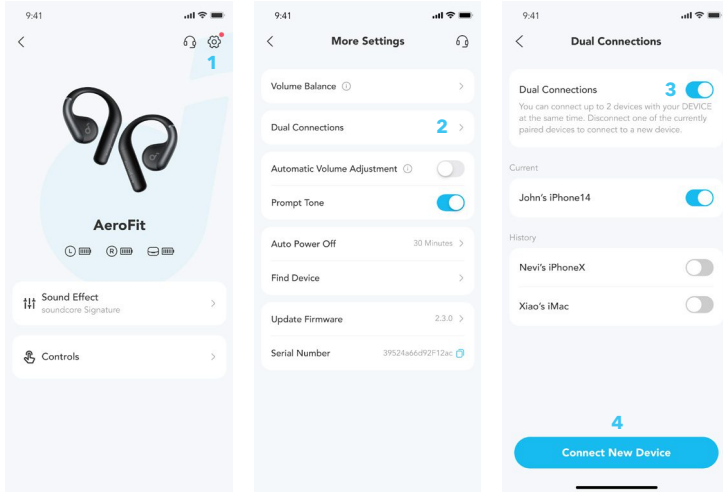 9:41
1
AeroFit
L
R
Sound Effect
soundcore Signature
Controls
9:41
More Settings
Volume Balance
Dual Connections 2
Automatic Volume Adjustment
Prompt Tone
Auto Power Off 30 Minutes
Find Device
Update Firmware 2.3.0
Serial Number 39524a66d92F12ac
9:41
Dual Connections
Dual Connections 3
You can connect up to 2 devices with your DEVICE
at the same time. Disconnect one of the currently
paired devices to connect to a new device.
Current
John's iPhone14
History
Nevi's iPhoneX
Xiao's iMac
4
Connect New Device